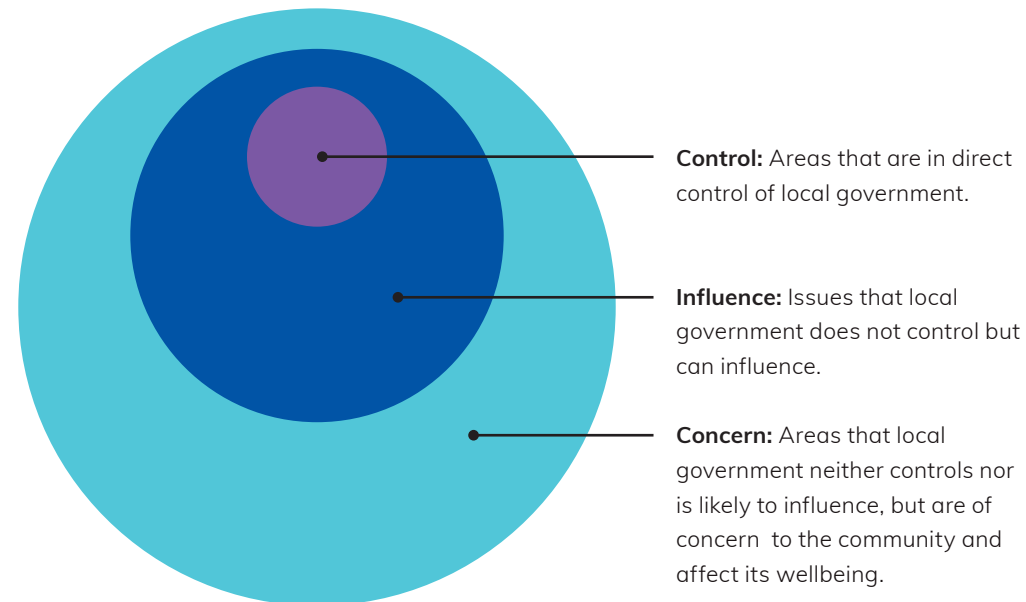 Control: Areas that are in direct
control of local government.
Influence: Issues that local
government does not control but
can influence.
Concern: Areas that local
government neither controls nor
is likely to influence, but are of
concern  to the community and
affect its wellbeing.